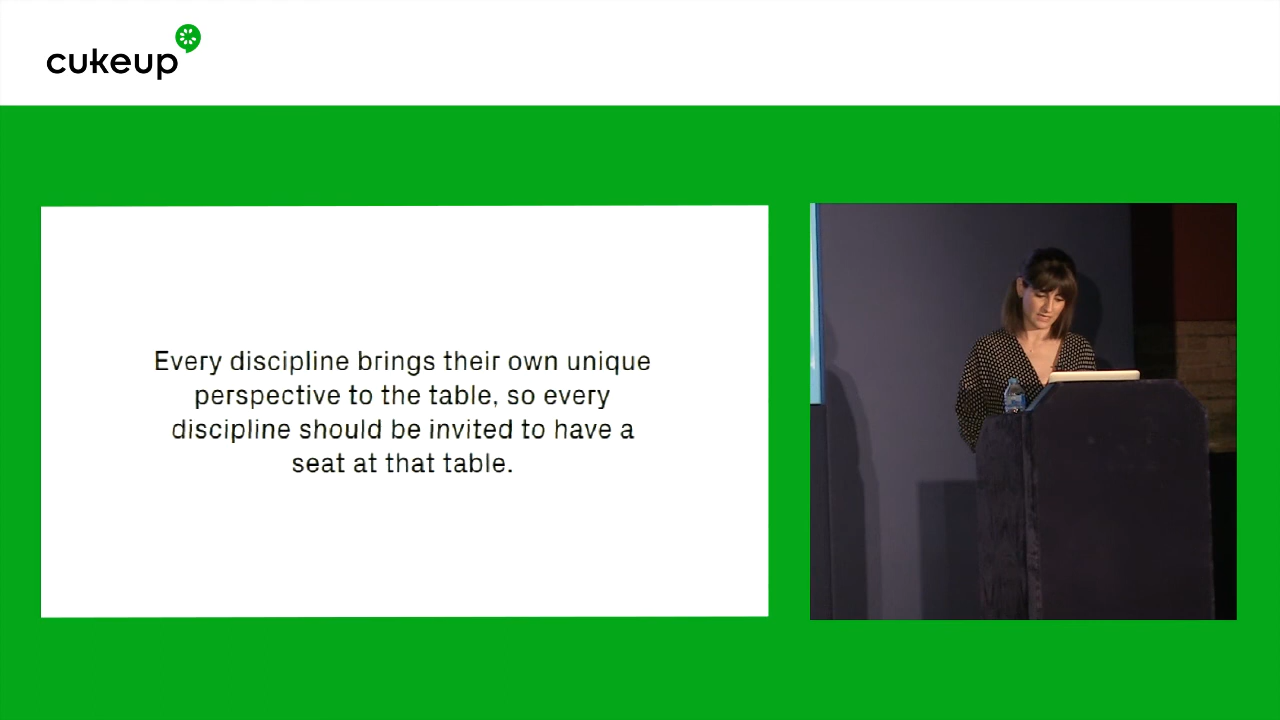 cukeup
Every discipline brings their own unique
perspective to the table, so every
discipline should be invited to have a
seat at that table.